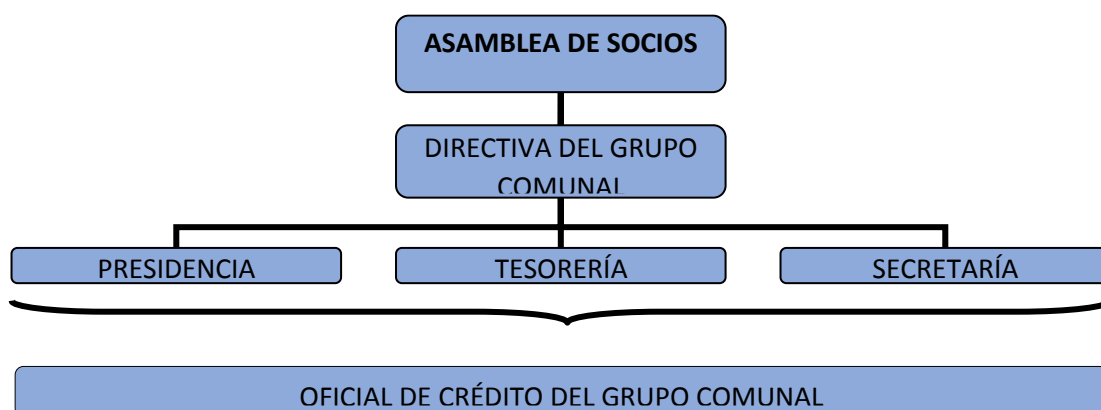 ASAMBLEA DE SOCIOS
DIRECTIVA DEL GRUPO
COMUNAL
PRESIDENCIA
TESORERÍA
SECRETARÍA
OFICIAL DE CRÉDITO DEL GRUPO COMUNAL